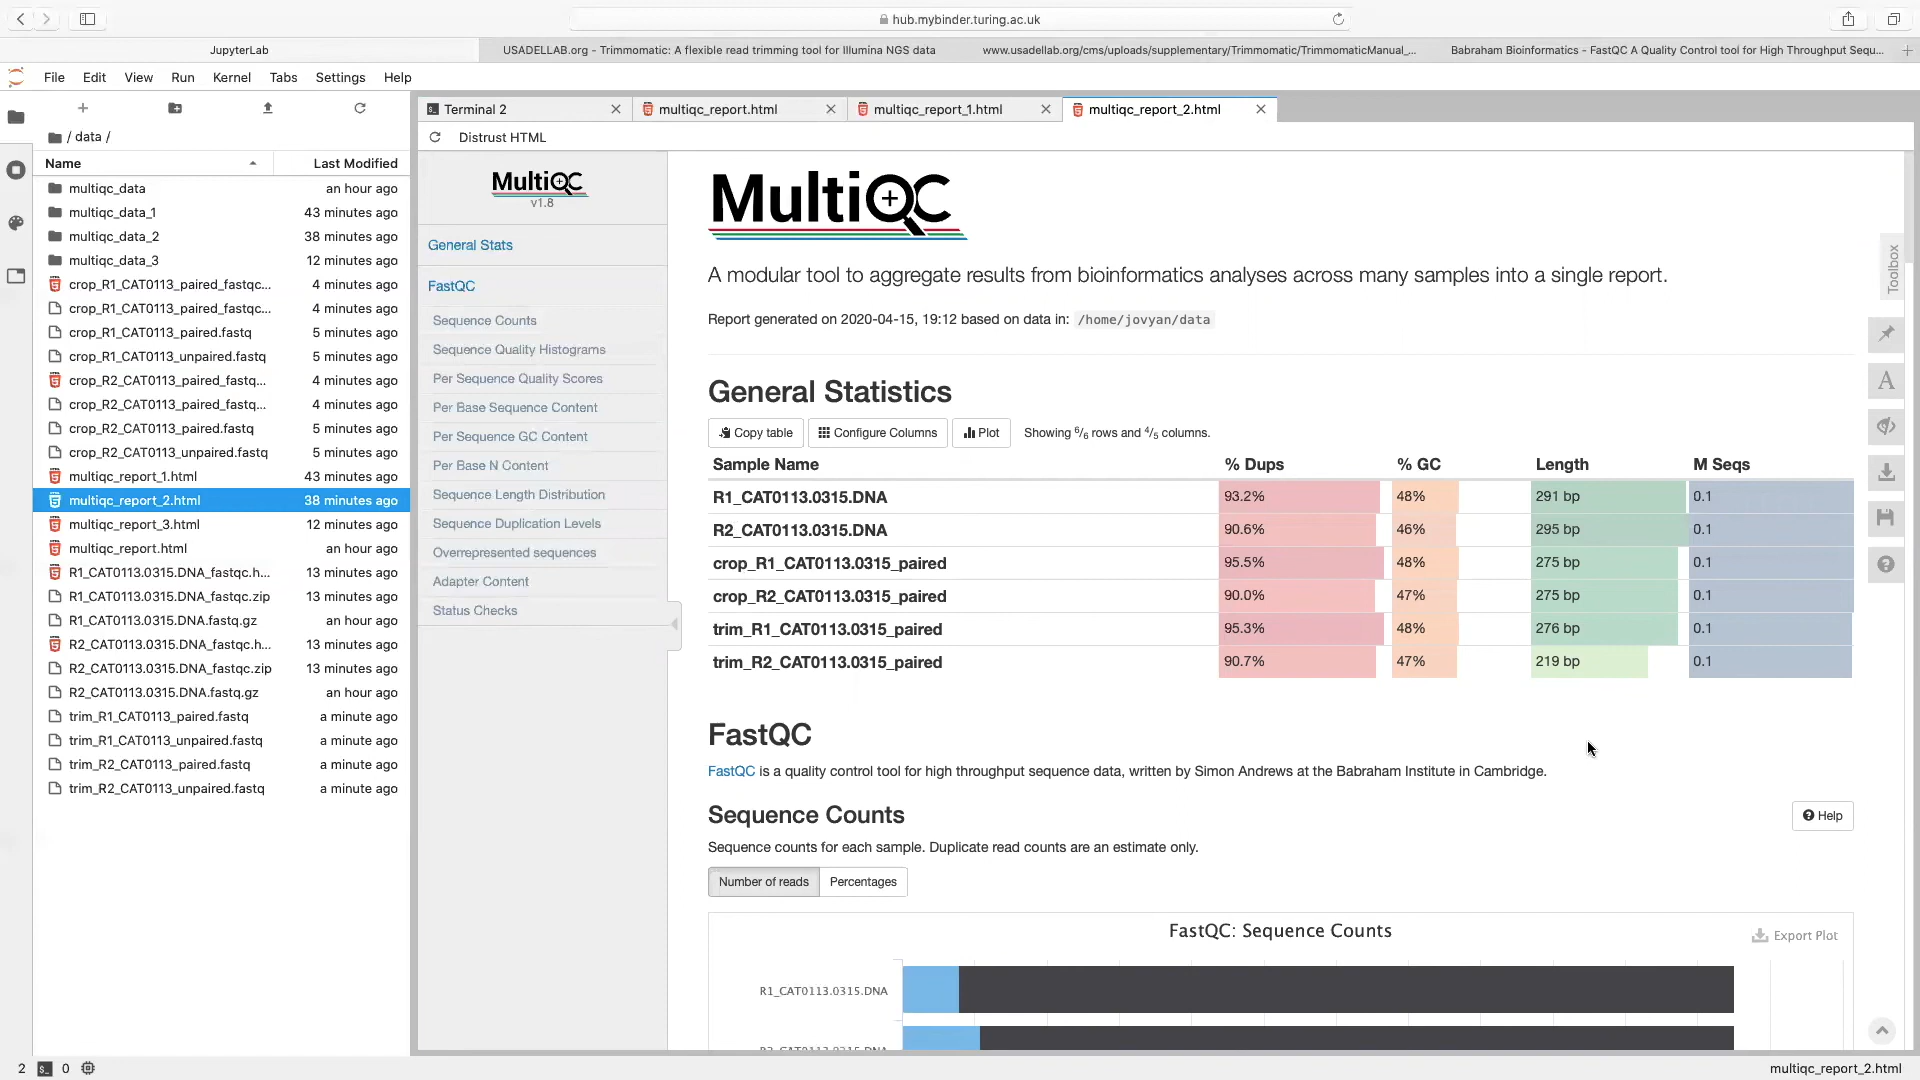 hub.mybinder.turing.ac.uk
JupyterLab
USADELLAB.org - Trimmomatic: A flexible read trimming tool for Illumina NGS data
www.usadellab.org/cms/uploads/supplementary/Trimmomatic/TrimmomaticManual_...
Babraham Bioinformatics - FastQC A Quality Control tool for High Throughput Sequ...
File Edit View Run Kernel Tabs Settings Help
Terminal 2
multiqc_report.html
multiqc_report_1.html
multiqc_report_2.html
/ data /
Distrust HTML
Name Last Modified
multiqc_data an hour ago
multiqc_data_1 43 minutes ago
multiqc_data_2 38 minutes ago
multiqc_data_3 12 minutes ago
crop_R1_CAT0113_paired_fastqc... 4 minutes ago
crop_R1_CAT0113_paired_fastqc... 4 minutes ago
crop_R1_CAT0113_paired.fastq 5 minutes ago
crop_R1_CAT0113_unpaired.fastq 5 minutes ago
crop_R2_CAT0113_paired_fastq... 4 minutes ago
crop_R2_CAT0113_paired_fastq... 4 minutes ago
crop_R2_CAT0113_paired.fastq 5 minutes ago
crop_R2_CAT0113_unpaired.fastq 5 minutes ago
multiqc_report_1.html 43 minutes ago
multiqc_report_2.html 38 minutes ago
multiqc_report_3.html 12 minutes ago
multiqc_report.html an hour ago
R1_CAT0113.0315.DNA_fastqc.h... 13 minutes ago
R1_CAT0113.0315.DNA_fastqc.zip 13 minutes ago
R1_CAT0113.0315.DNA.fastq.gz an hour ago
R2_CAT0113.0315.DNA_fastqc.h... 13 minutes ago
R2_CAT0113.0315.DNA_fastqc.zip 13 minutes ago
R2_CAT0113.0315.DNA.fastq.gz an hour ago
trim_R1_CAT0113_paired.fastq a minute ago
trim_R1_CAT0113_unpaired.fastq a minute ago
trim_R2_CAT0113_paired.fastq a minute ago
trim_R2_CAT0113_unpaired.fastq a minute ago
MultiQC
v1.8
General Stats
FastQC
Sequence Counts
Sequence Quality Histograms
Per Sequence Quality Scores
Per Base Sequence Content
Per Sequence GC Content
Per Base N Content
Sequence Length Distribution
Sequence Duplication Levels
Overrepresented sequences
Adapter Content
Status Checks
MultiQC
A modular tool to aggregate results from bioinformatics analyses across many samples into a single report.
Report generated on 2020-04-15, 19:12 based on data in: /home/jovyan/data
General Statistics
Copy table Configure Columns Plot Showing 6/6 rows and 4/5 columns.
Sample Name % Dups % GC Length M Seqs
R1_CAT0113.0315.DNA 93.2% 48% 291 bp 0.1
R2_CAT0113.0315.DNA 90.6% 46% 295 bp 0.1
crop_R1_CAT0113.0315_paired 95.5% 48% 275 bp 0.1
crop_R2_CAT0113.0315_paired 90.0% 47% 275 bp 0.1
trim_R1_CAT0113.0315_paired 95.3% 48% 276 bp 0.1
trim_R2_CAT0113.0315_paired 90.7% 47% 219 bp 0.1
FastQC
FastQC is a quality control tool for high throughput sequence data, written by Simon Andrews at the Babraham Institute in Cambridge.
Sequence Counts
Help
Sequence counts for each sample. Duplicate read counts are an estimate only.
Number of reads Percentages
FastQC: Sequence Counts
Export Plot
R1_CAT0113.0315.DNA
R2_CAT0113.0315.DNA
Toolbox
A
2 0
multiqc_report_2.html